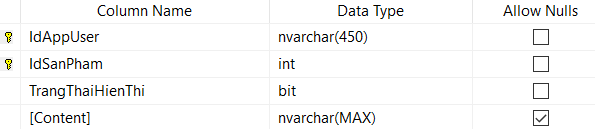 Column Name Data Type Allow Nulls
IdAppUser nvarchar(450)
IdSanPham int
TrangThaiHienThi bit
[Content] nvarchar(MAX)